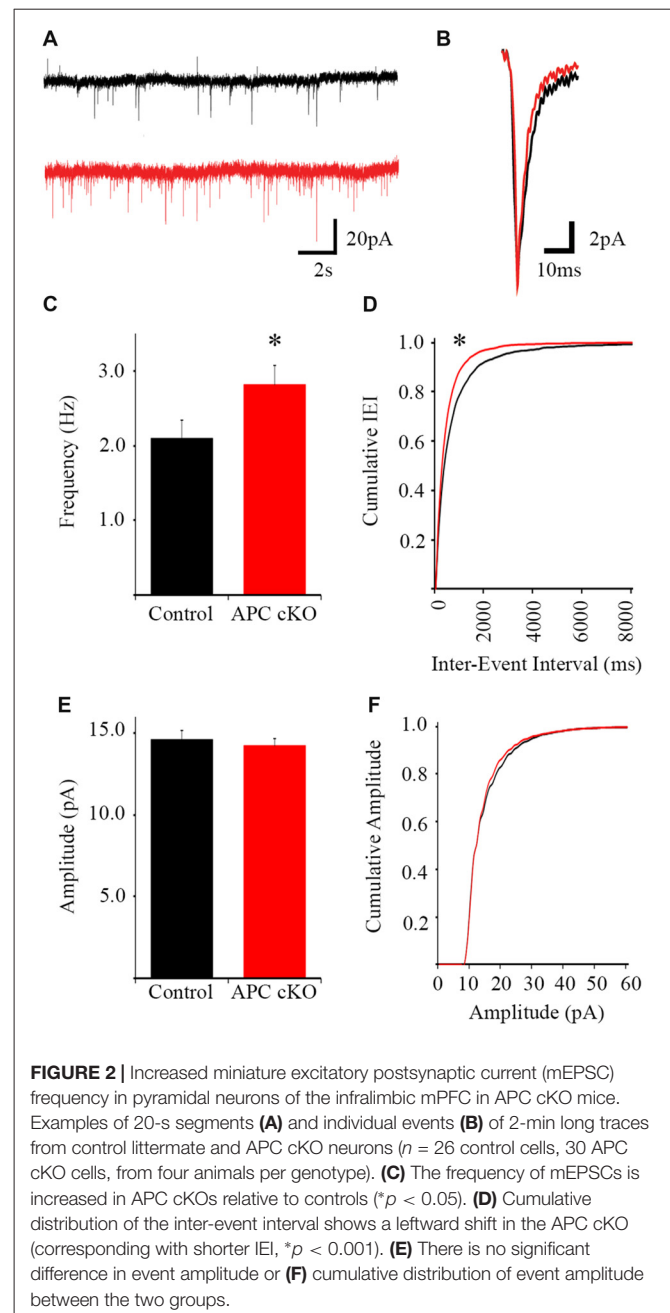 A
B
20pA
2s
2pA
10ms
C
*
3.0
2.0
1.0
Frequency (Hz)
Control
APC cKO
D
*
1.0
0.8
0.6
0.4
0.2
Cumulative IEI
0
2000
4000
6000
8000
Inter-Event Interval (ms)
E
15.0
10.0
5.0
Amplitude (pA)
Control
APC cKO
F
1.0
0.8
0.6
0.4
0.2
Cumulative Amplitude
0 10 20 30 40 50 60
Amplitude (pA)
FIGURE 2 | Increased miniature excitatory postsynaptic current (mEPSC)
frequency in pyramidal neurons of the infralimbic mPFC in APC cKO mice.
Examples of 20-s segments (A) and individual events (B) of 2-min long traces
from control littermate and APC cKO neurons (n = 26 control cells, 30 APC
cKO cells, from four animals per genotype). (C) The frequency of mEPSCs is
increased in APC cKOs relative to controls (*p < 0.05). (D) Cumulative
distribution of the inter-event interval shows a leftward shift in the APC cKO
(corresponding with shorter IEI, *p < 0.001). (E) There is no significant
difference in event amplitude or (F) cumulative distribution of event amplitude
between the two groups.